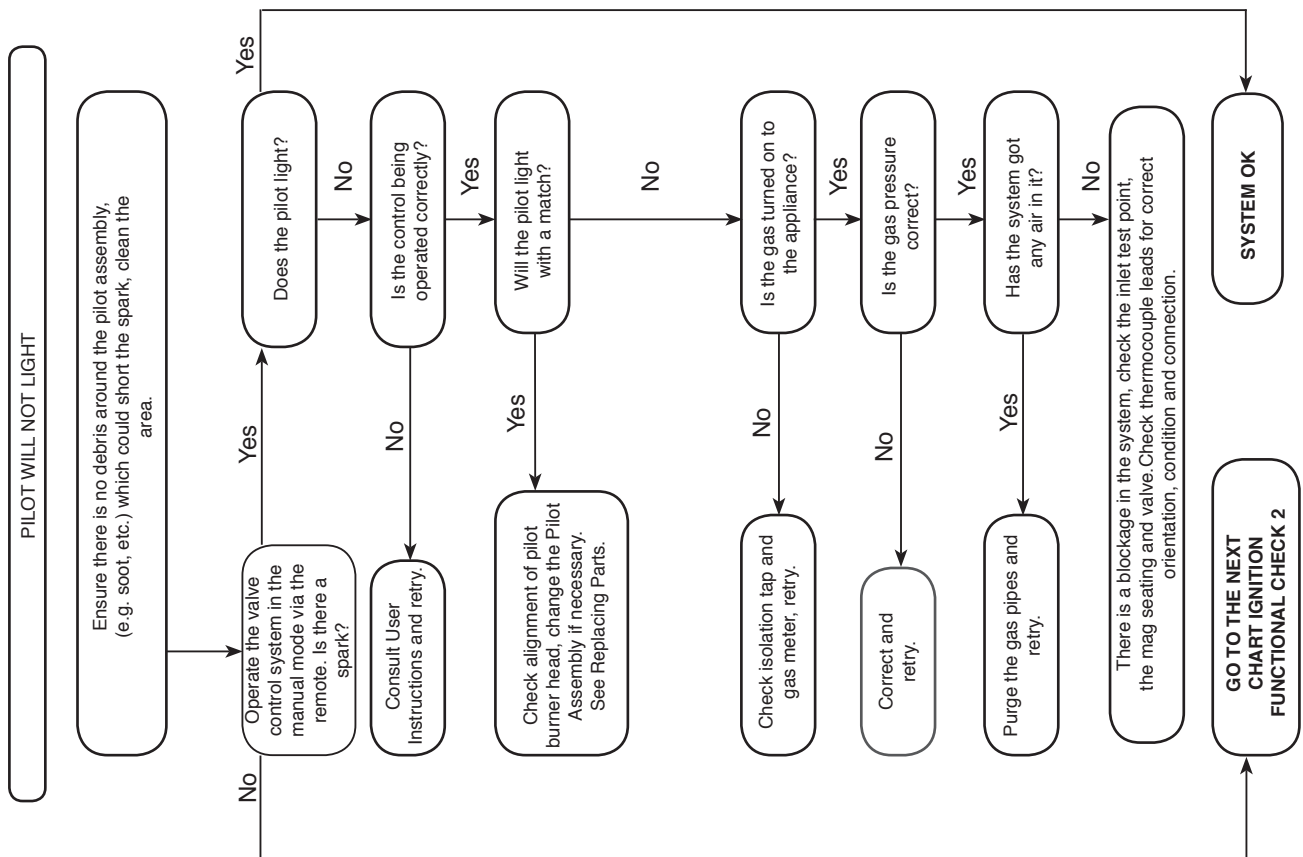 PILOT WILL NOT LIGHT
Ensure there is no debris around the pilot assembly,
(e.g. soot, etc.) which could short the spark, clean the
area.
Operate the valve
control system in the
manual mode via the
remote. Is there a
spark?
No
Yes
Does the pilot light?
Yes
No
Is the control being
operated correctly?
No
Consult User
Instructions and retry.
Yes
Will the pilot light
with a match?
Yes
Check alignment of pilot
burner head, change the Pilot
Assembly if necessary.
See Replacing Parts.
No
Is the gas turned on to
the appliance?
No
Check isolation tap and
gas meter, retry.
Yes
Is the gas pressure
correct?
No
Correct and
retry.
Yes
Has the system got
any air in it?
Yes
Purge the gas pipes and
retry.
No
There is a blockage in the system, check the inlet test point,
the mag seating and valve.Check thermocouple leads for correct
orientation, condition and connection.
GO TO THE NEXT
CHART IGNITION
FUNCTIONAL CHECK 2
SYSTEM OK